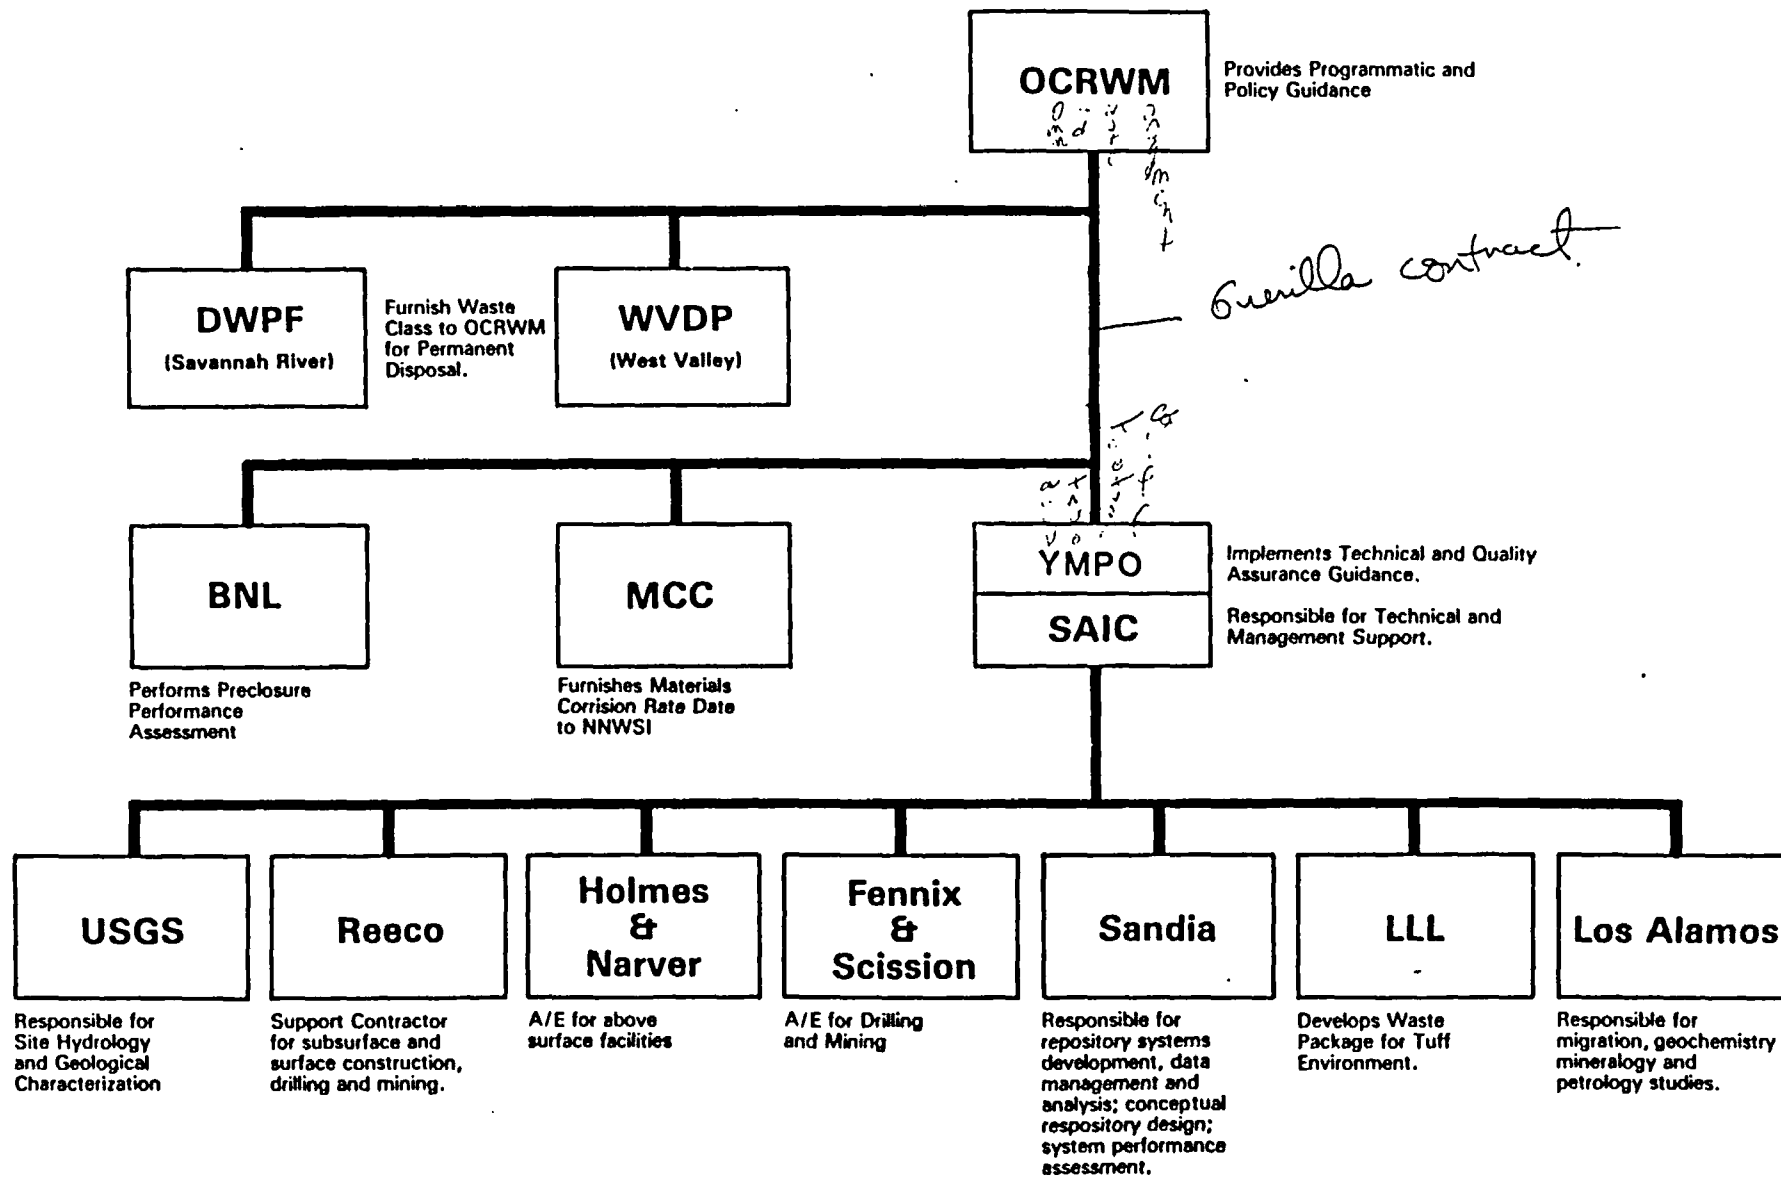 OCRWM
Provides Programmatic and
Policy Guidance
Guerilla contract.
DWPF
(Savannah River)
Furnish Waste
Class to OCRWM
for Permanent
Disposal.
WVDP
(West Valley)
BNL
Performs Preclosure
Performance
Assessment
MCC
Furnishes Materials
Corrision Rate Date
to NNWSI
YMPO
Implements Technical and Quality
Assurance Guidance.
SAIC
Responsible for Technical and
Management Support.
USGS
Responsible for
Site Hydrology
and Geological
Characterization
Reeco
Support Contractor
for subsurface and
surface construction,
drilling and mining.
Holmes
&
Narver
A/E for above
surface facilities
Fennix
&
Scission
A/E for Drilling
and Mining
Sandia
Responsible for
repository systems
development, data
management and
analysis; conceptual
respository design;
system performance
assessment.
LLL
Develops Waste
Package for Tuff
Environment.
Los Alamos
Responsible for
migration, geochemistry
mineralogy and
petrology studies.